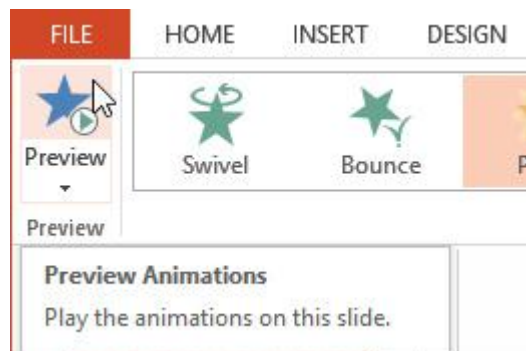 FILE HOME INSERT DESIGN
Preview Swivel Bounce
Preview
Preview Animations
Play the animations on this slide.